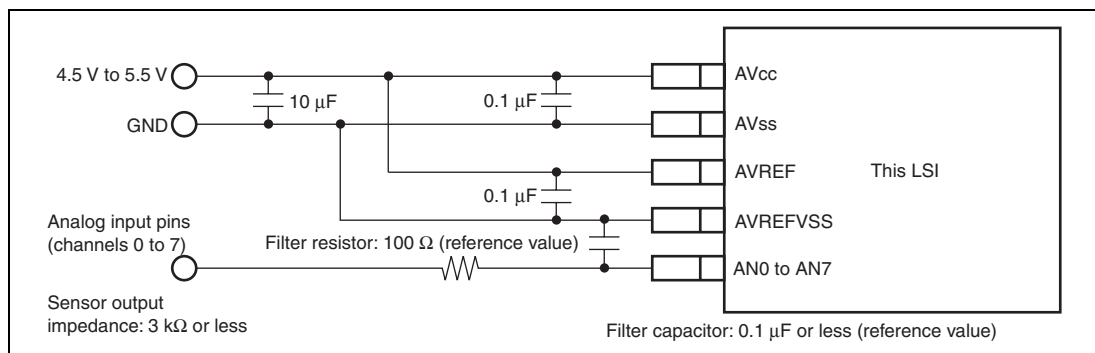 4.5 V to 5.5 V
10 μF
0.1 μF
AVcc
GND
AVss
AVREF
This LSI
0.1 μF
AVREFVSS
Analog input pins
(channels 0 to 7)
Filter resistor: 100 Ω (reference value)
AN0 to AN7
Sensor output
impedance: 3 kΩ or less
Filter capacitor: 0.1 μF or less (reference value)